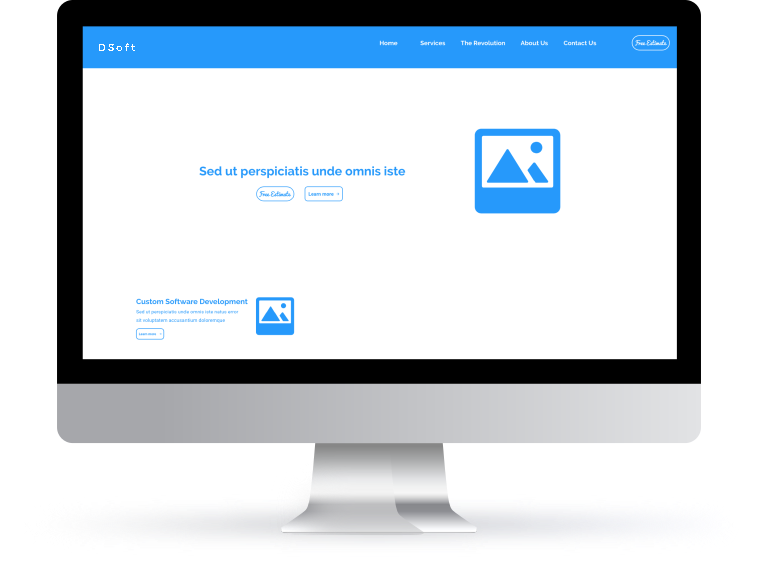 DSoft
Home Services The Revolution About Us Contact Us Free Estimate
Sed ut perspiciatis unde omnis iste
Free Estimate Learn more >
Custom Software Development
Sed ut perspiciatis unde omnis iste natus error
sit voluptatem accusantium doloremque
Learn more >